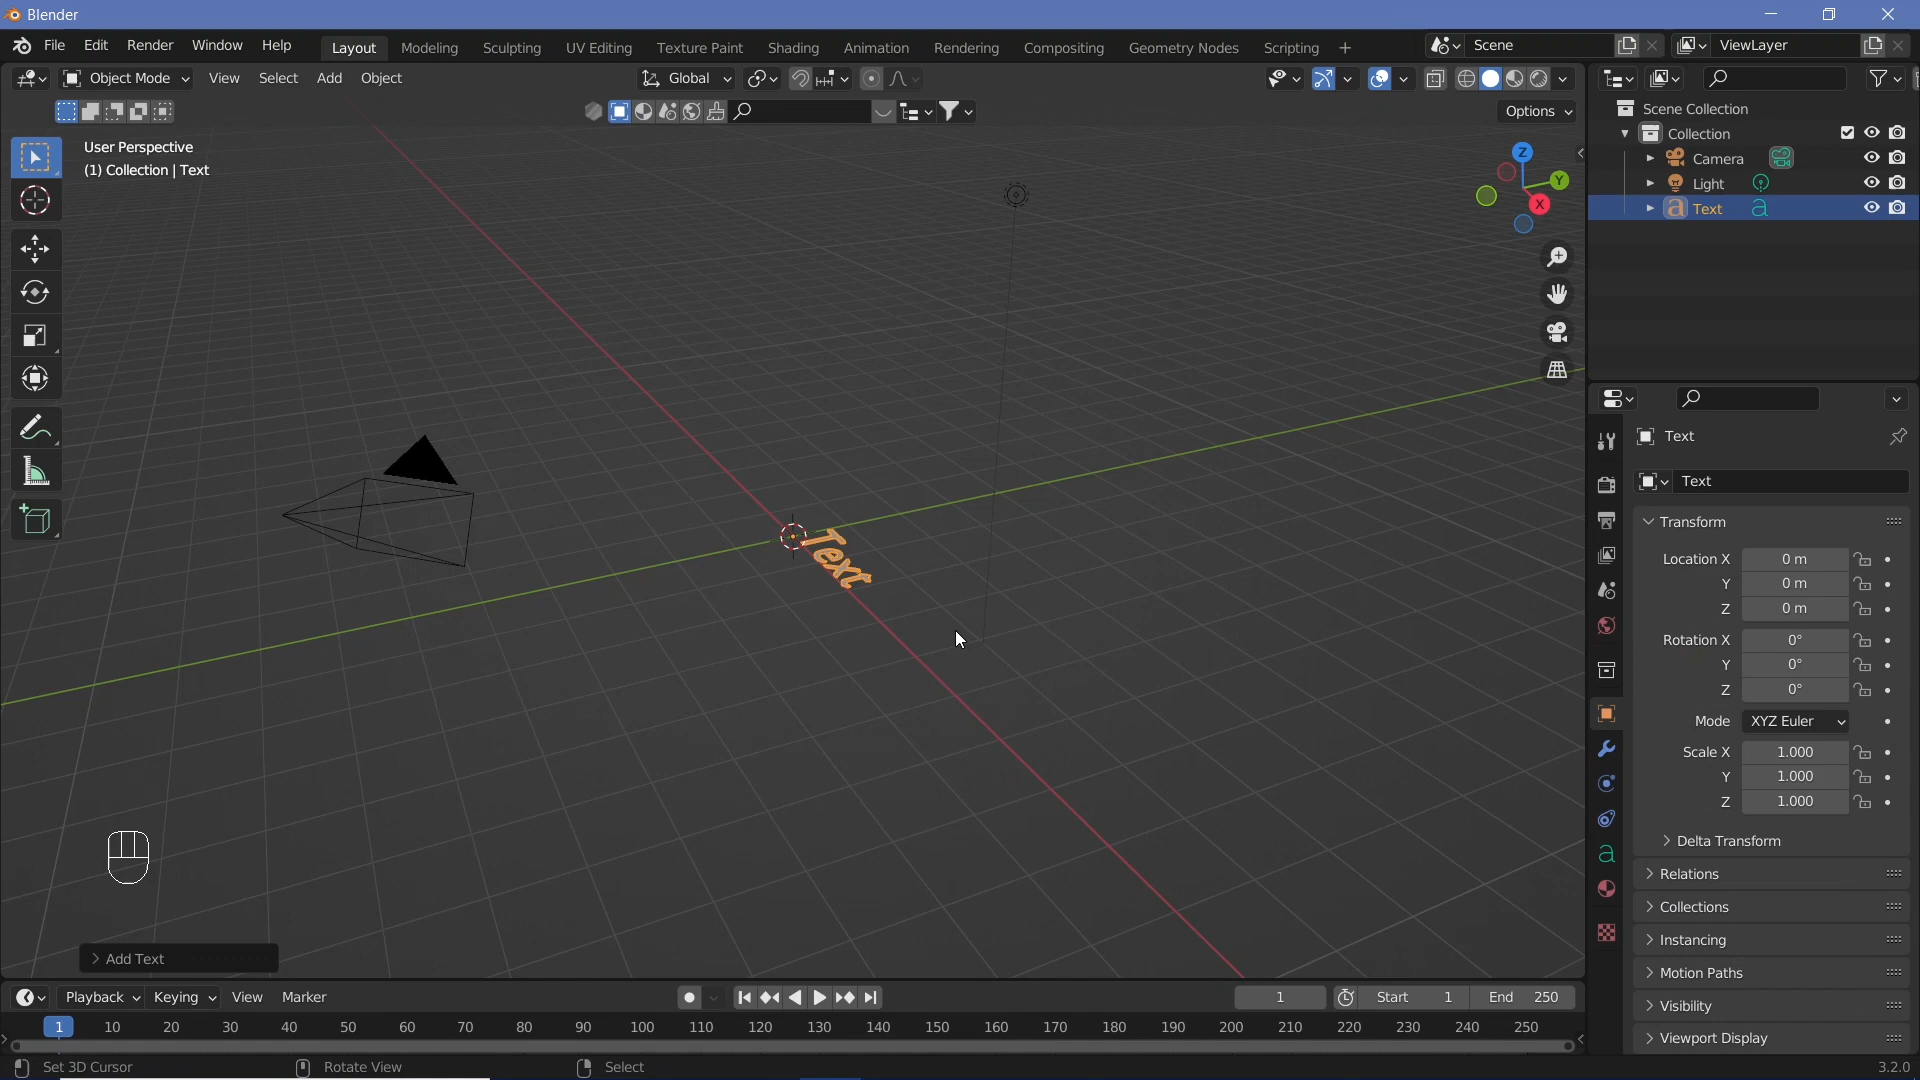 Blender
File Edit Render Window Help
Layout Modeling Sculpting UV Editing Texture Paint Shading Animation Rendering Compositing Geometry Nodes Scripting +
Scene
ViewLayer
Object Mode View Select Add Object
Global
Options
User Perspective
(1) Collection | Text
Z
Y
X
Text
Add Text
Scene Collection
Collection
Camera
Light
Text
Text
Text
Transform
Location X 0 m
Y 0 m
Z 0 m
Rotation X 0°
Y 0°
Z 0°
Mode XYZ Euler
Scale X 1.000
Y 1.000
Z 1.000
Delta Transform
Relations
Collections
Instancing
Motion Paths
Visibility
Viewport Display
Playback Keying View Marker
1
Start 1 End 250
1 10 20 30 40 50 60 70 80 90 100 110 120 130 140 150 160 170 180 190 200 210 220 230 240 250
Set 3D Cursor Rotate View Select
3.2.0